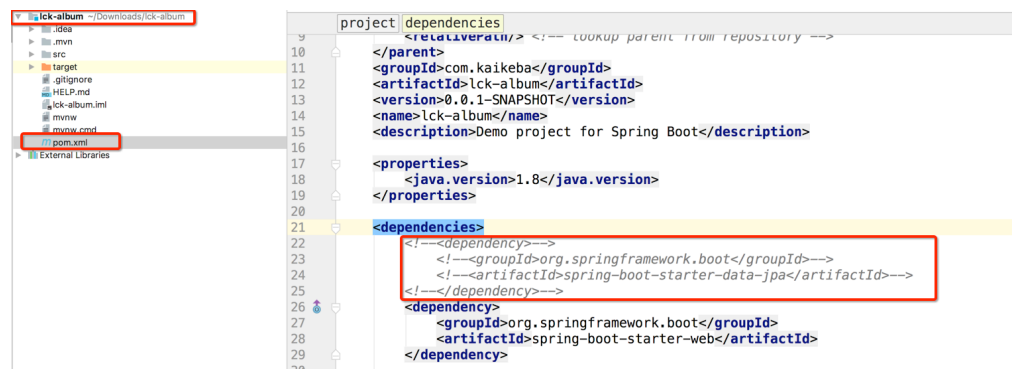 lck-album ~/Downloads/lck-album
.idea
.mvn
src
target
.gitignore
HELP.md
lck-album.iml
mvnw
mvnw.cmd
pom.xml
External Libraries
project dependencies
9 <relativePath/> <!-- lookup parent from repository -->
10 </parent>
11 <groupId>com.kaikeba</groupId>
12 <artifactId>lck-album</artifactId>
13 <version>0.0.1-SNAPSHOT</version>
14 <name>lck-album</name>
15 <description>Demo project for Spring Boot</description>
16
17 <properties>
18 <java.version>1.8</java.version>
19 </properties>
20
21 <dependencies>
22 <!--<dependency>-->
23 <!--<groupId>org.springframework.boot</groupId>-->
24 <!--<artifactId>spring-boot-starter-data-jpa</artifactId>-->
25 <!--</dependency>-->
26 <dependency>
27 <groupId>org.springframework.boot</groupId>
28 <artifactId>spring-boot-starter-web</artifactId>
29 </dependency>